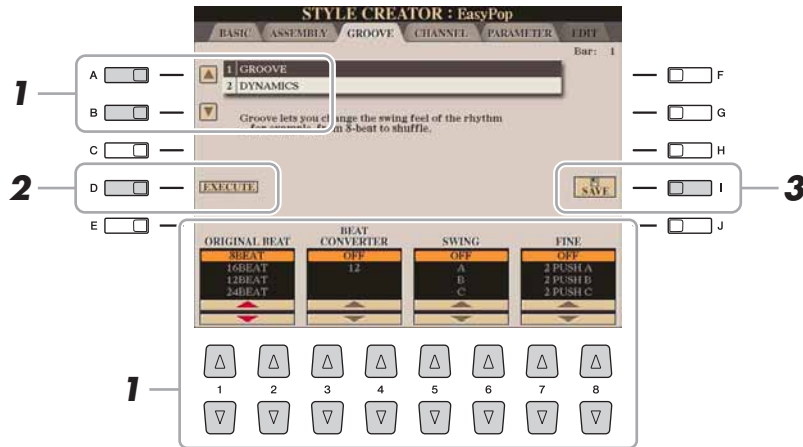 STYLE CREATOR : EasyPop
BASIC ASSEMBLY GROOVE CHANNEL PARAMETER EDIT
Bar: 1
1 GROOVE
2 DYNAMICS
Groove lets you change the swing feel of the rhythm
for example, from 8-beat to shuffle.
EXECUTE
SAVE
ORIGINAL BEAT
8BEAT
16BEAT
12BEAT
24BEAT
BEAT CONVERTER
OFF
12
SWING
OFF
A
B
C
FINE
OFF
2 PUSH A
2 PUSH B
2 PUSH C
A
B
C
D
E
F
G
H
I
J
1
2
3
1
1 2 3 4 5 6 7 8